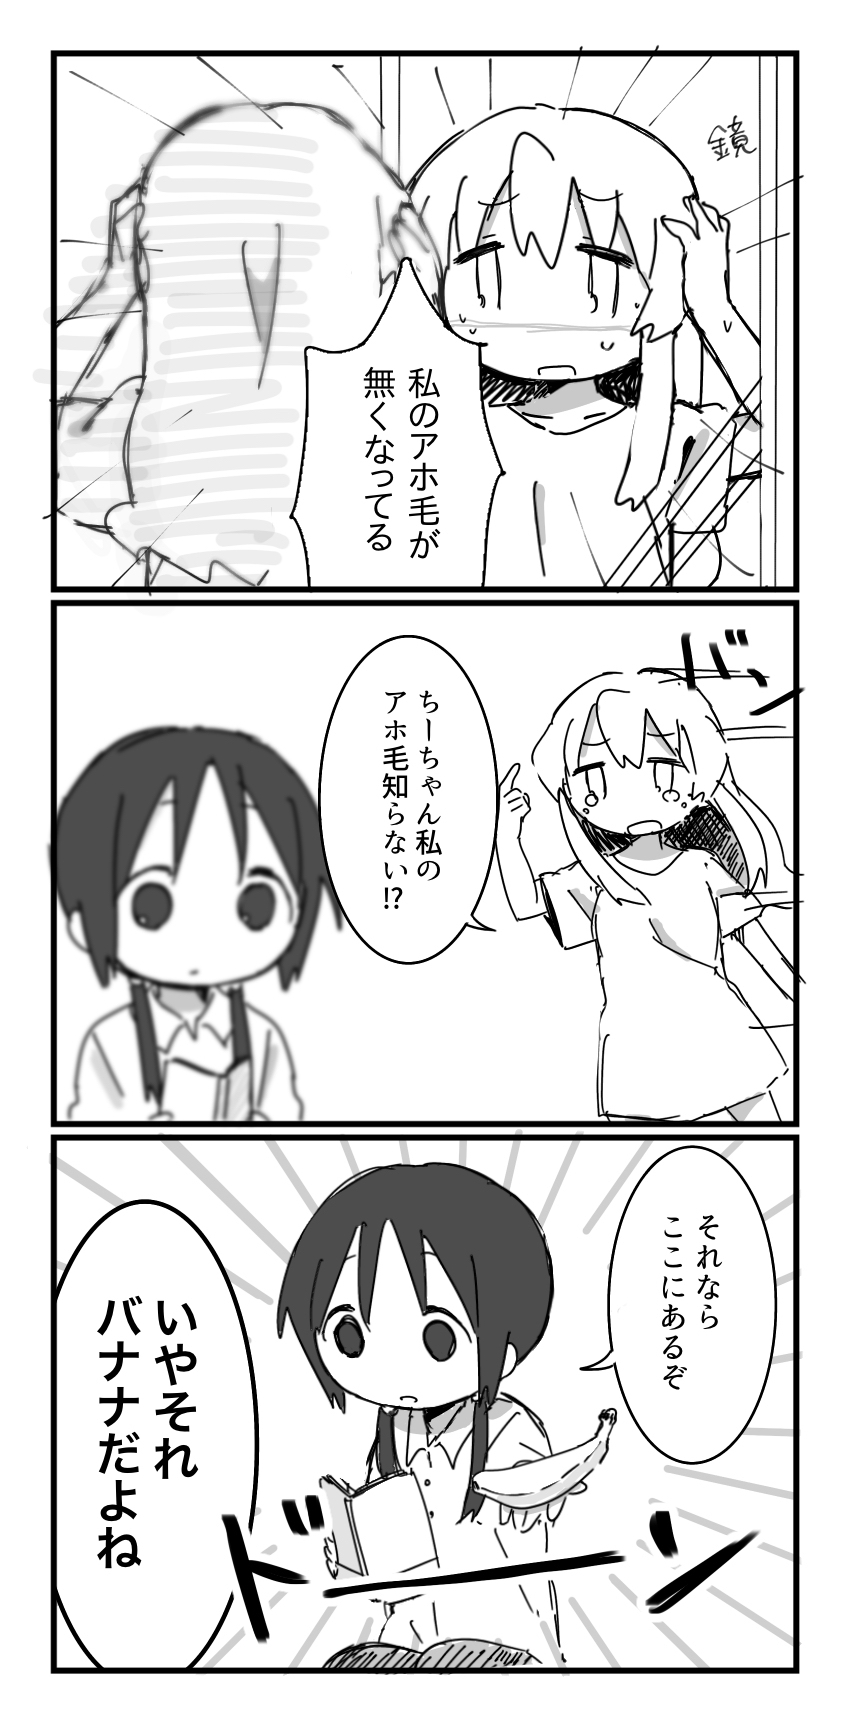 鏡
私のアホ毛が
無くなってる
バン
ちーちゃん私の
アホ毛知らない!?
それなら
ここにあるぞ
いやそれ
バナナだよね
ドーン